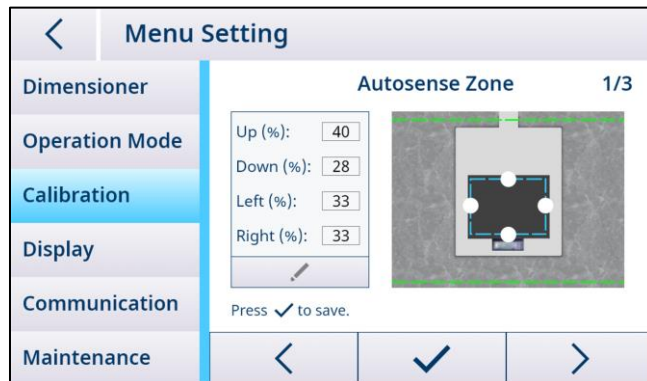 Menu Setting
Dimensioner
Operation Mode
Calibration
Display
Communication
Maintenance
Autosense Zone 1/3
Up (%): 40
Down (%): 28
Left (%): 33
Right (%): 33
Press ✓ to save.